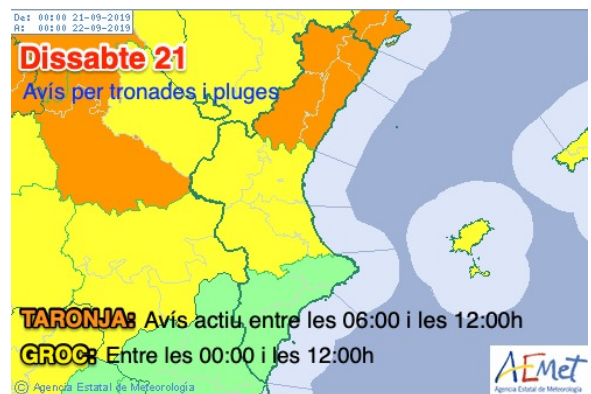 De: 00:00 21-09-2019
A: 00:00 22-09-2019
Dissabte 21
Avís per tronades i pluges
TARONJA: Avís actiu entre les 06:00 i les 12:00h
GROC: Entre les 00:00 i les 12:00h
© Agencia Estatal de Meteorología
AEMet
Agencia Estatal de Meteorología